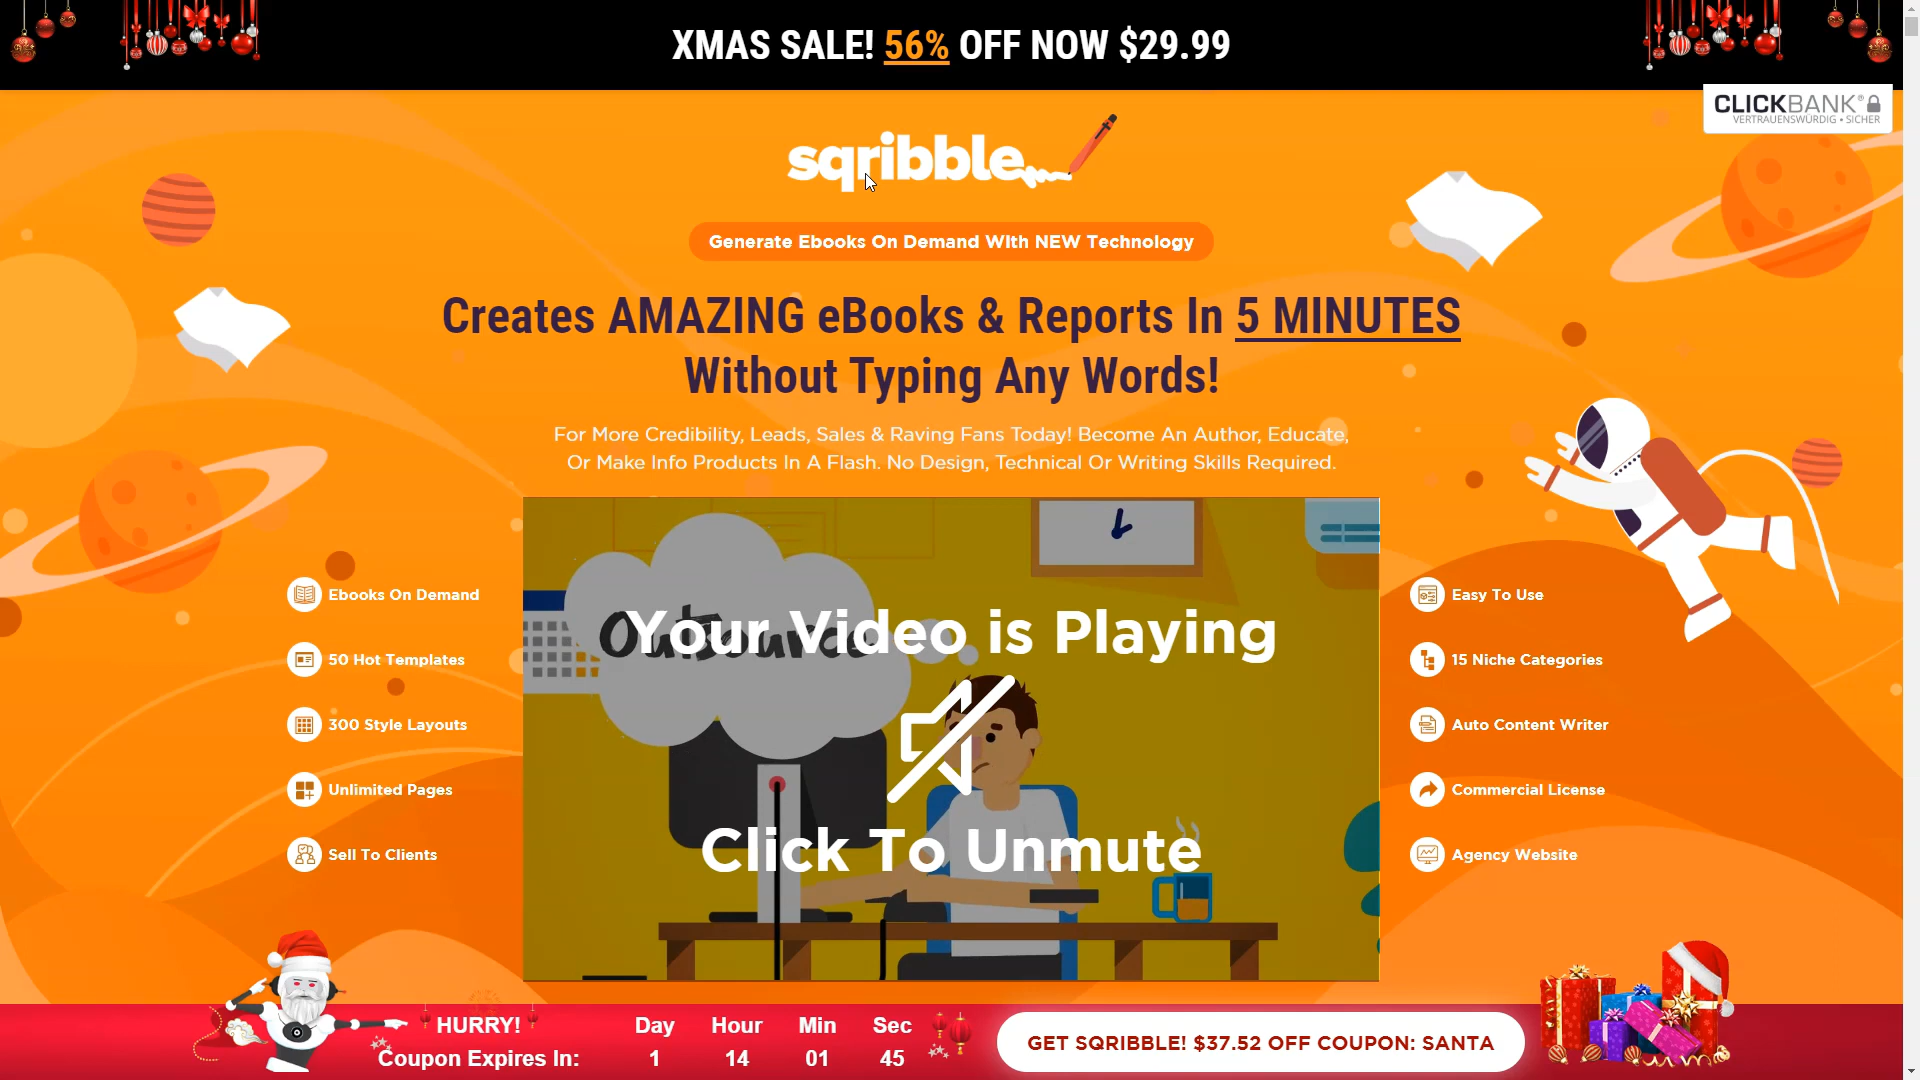 XMAS SALE! 56% OFF NOW $29.99
CLICKBANK®
VERTRAUENSWÜRDIG • SICHER
sqribble
Generate Ebooks On Demand With NEW Technology
Creates AMAZING eBooks & Reports In 5 MINUTES
Without Typing Any Words!
For More Credibility, Leads, Sales & Raving Fans Today! Become An Author, Educate,
Or Make Info Products In A Flash. No Design, Technical Or Writing Skills Required.
Ebooks On Demand
50 Hot Templates
300 Style Layouts
Unlimited Pages
Sell To Clients
Outsource
Your Video is Playing
Click To Unmute
Easy To Use
15 Niche Categories
Auto Content Writer
Commercial License
Agency Website
HURRY!
Coupon Expires In:
Day Hour Min Sec
1 14 01 45
GET SQRIBBLE! $37.52 OFF COUPON: SANTA